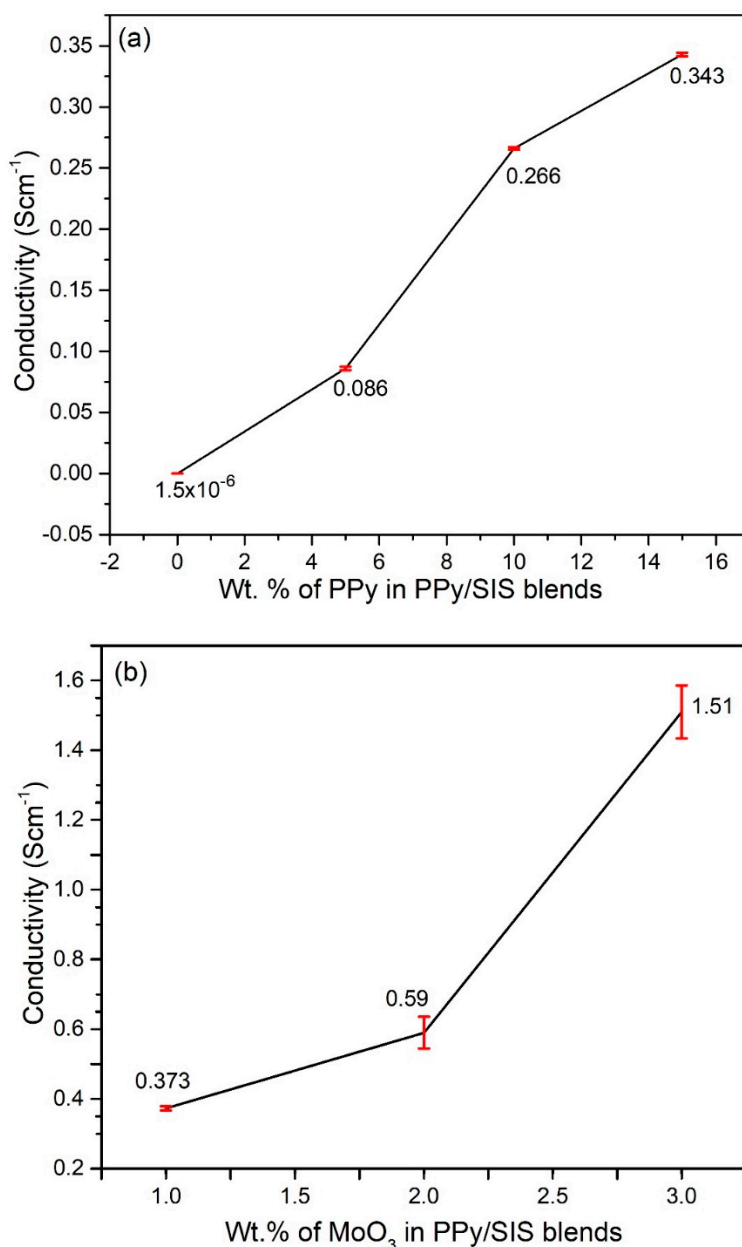 (a)
0.35
0.30
0.25
0.20
0.15
0.10
0.05
0.00
-0.05
Conductivity (Scm⁻¹)
0.343
0.266
0.086
1.5x10⁻⁶
-2 0 2 4 6 8 10 12 14 16
Wt. % of PPy in PPy/SIS blends
(b)
1.6
1.4
1.2
1.0
0.8
0.6
0.4
0.2
Conductivity (Scm⁻¹)
1.51
0.59
0.373
1.0 1.5 2.0 2.5 3.0
Wt.% of MoO₃ in PPy/SIS blends